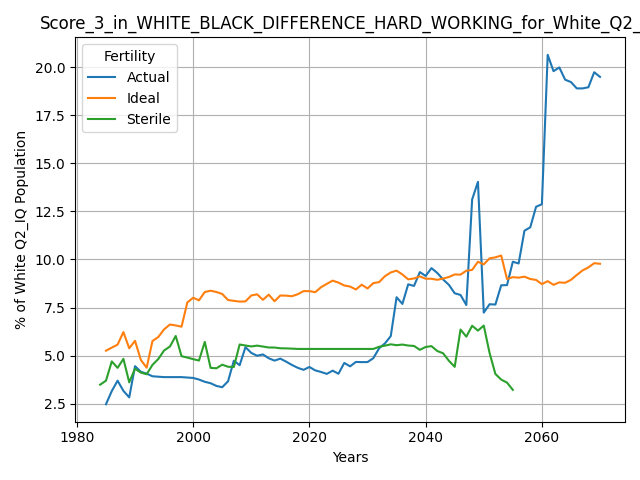 Score_3_in_WHITE_BLACK_DIFFERENCE_HARD_WORKING_for_White_Q2_
Fertility
Actual
Ideal
Sterile
% of White Q2_IQ Population
20.0
17.5
15.0
12.5
10.0
7.5
5.0
2.5
1980 2000 2020 2040 2060
Years